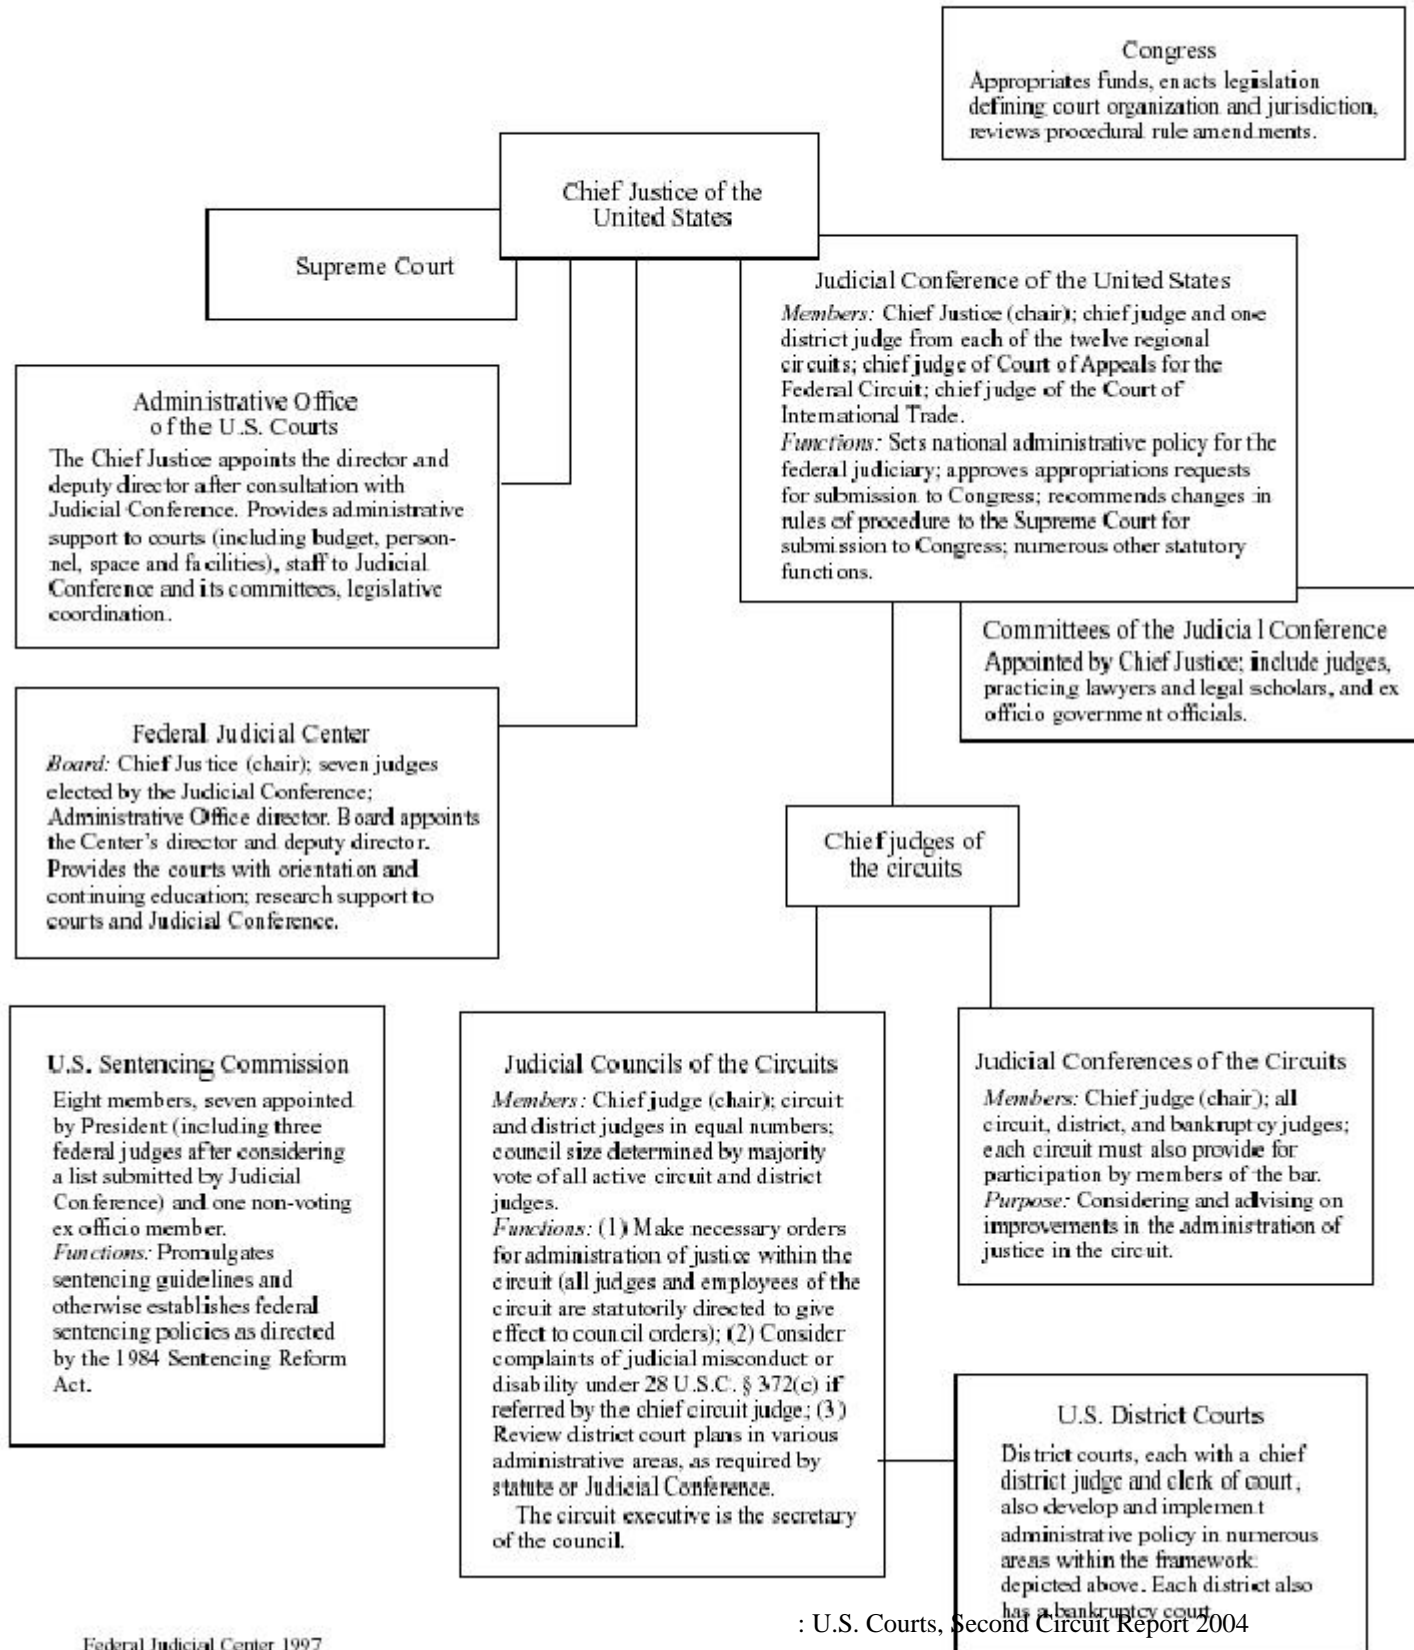 Congress
Appropriates funds, enacts legislation
defining court organization and jurisdiction,
reviews procedural rule amendments.
Chief Justice of the
United States
Supreme Court
Judicial Conference of the United States
Members: Chief Justice (chair); chief judge and one
district judge from each of the twelve regional
circuits; chief judge of Court of Appeals for the
Federal Circuit; chief judge of the Court of
International Trade.
Functions: Sets national administrative policy for the
federal judiciary; approves appropriations requests
for submission to Congress; recommends changes in
rules of procedure to the Supreme Court for
submission to Congress; numerous other statutory
functions.
Administrative Office
of the U.S. Courts
The Chief Justice appoints the director and
deputy director after consultation with
Judicial Conference. Provides administrative
support to courts (including budget, person-
nel, space and facilities), staff to Judicial
Conference and its committees, legislative
coordination.
Committees of the Judicial Conference
Appointed by Chief Justice; include judges,
practicing lawyers and legal scholars, and ex
officio government officials.
Federal Judicial Center
Board: Chief Justice (chair); seven judges
elected by the Judicial Conference;
Administrative Office director. Board appoints
the Center's director and deputy director.
Provides the courts with orientation and
continuing education; research support to
courts and Judicial Conference.
Chief judges of
the circuits
U.S. Sentencing Commission
Eight members, seven appointed
by President (including three
federal judges after considering
a list submitted by Judicial
Conference) and one non-voting
ex officio member.
Functions: Promulgates
sentencing guidelines and
otherwise establishes federal
sentencing policies as directed
by the 1984 Sentencing Reform
Act.
Judicial Councils of the Circuits
Members: Chief judge (chair); circuit
and district judges in equal numbers;
council size determined by majority
vote of all active circuit and district
judges.
Functions: (1) Make necessary orders
for administration of justice within the
circuit (all judges and employees of the
circuit are statutorily directed to give
effect to council orders); (2) Consider
complaints of judicial misconduct or
disability under 28 U.S.C. § 372(c) if
referred by the chief circuit judge; (3)
Review district court plans in various
administrative areas, as required by
statute or Judicial Conference.
The circuit executive is the secretary
of the council.
Judicial Conferences of the Circuits
Members: Chief judge (chair); all
circuit, district, and bankruptcy judges;
each circuit must also provide for
participation by members of the bar.
Purpose: Considering and advising on
improvements in the administration of
justice in the circuit.
U.S. District Courts
District courts, each with a chief
district judge and clerk of court,
also develop and implement
administrative policy in numerous
areas within the framework
depicted above. Each district also
has a bankruptcy court
: U.S. Courts, Second Circuit Report 2004
Federal Judicial Center 1997